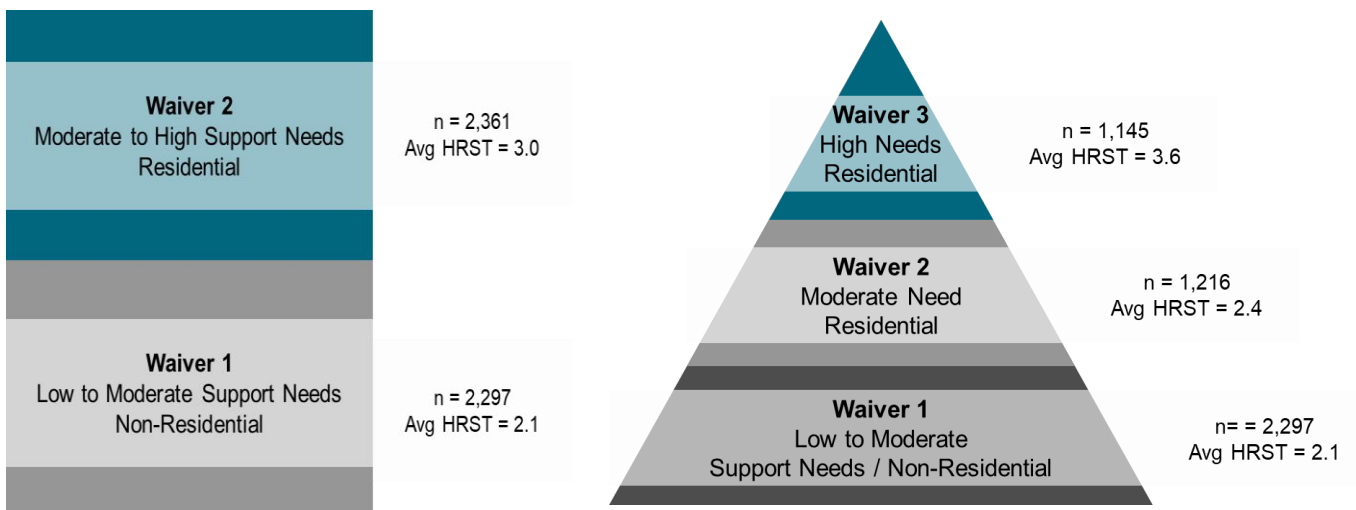 Waiver 2
Moderate to High Support Needs
Residential
n = 2,361
Avg HRST = 3.0
Waiver 1
Low to Moderate Support Needs
Non-Residential
n = 2,297
Avg HRST = 2.1
Waiver 3
High Needs
Residential
n = 1,145
Avg HRST = 3.6
Waiver 2
Moderate Need
Residential
n = 1,216
Avg HRST = 2.4
Waiver 1
Low to Moderate
Support Needs / Non-Residential
n= = 2,297
Avg HRST = 2.1